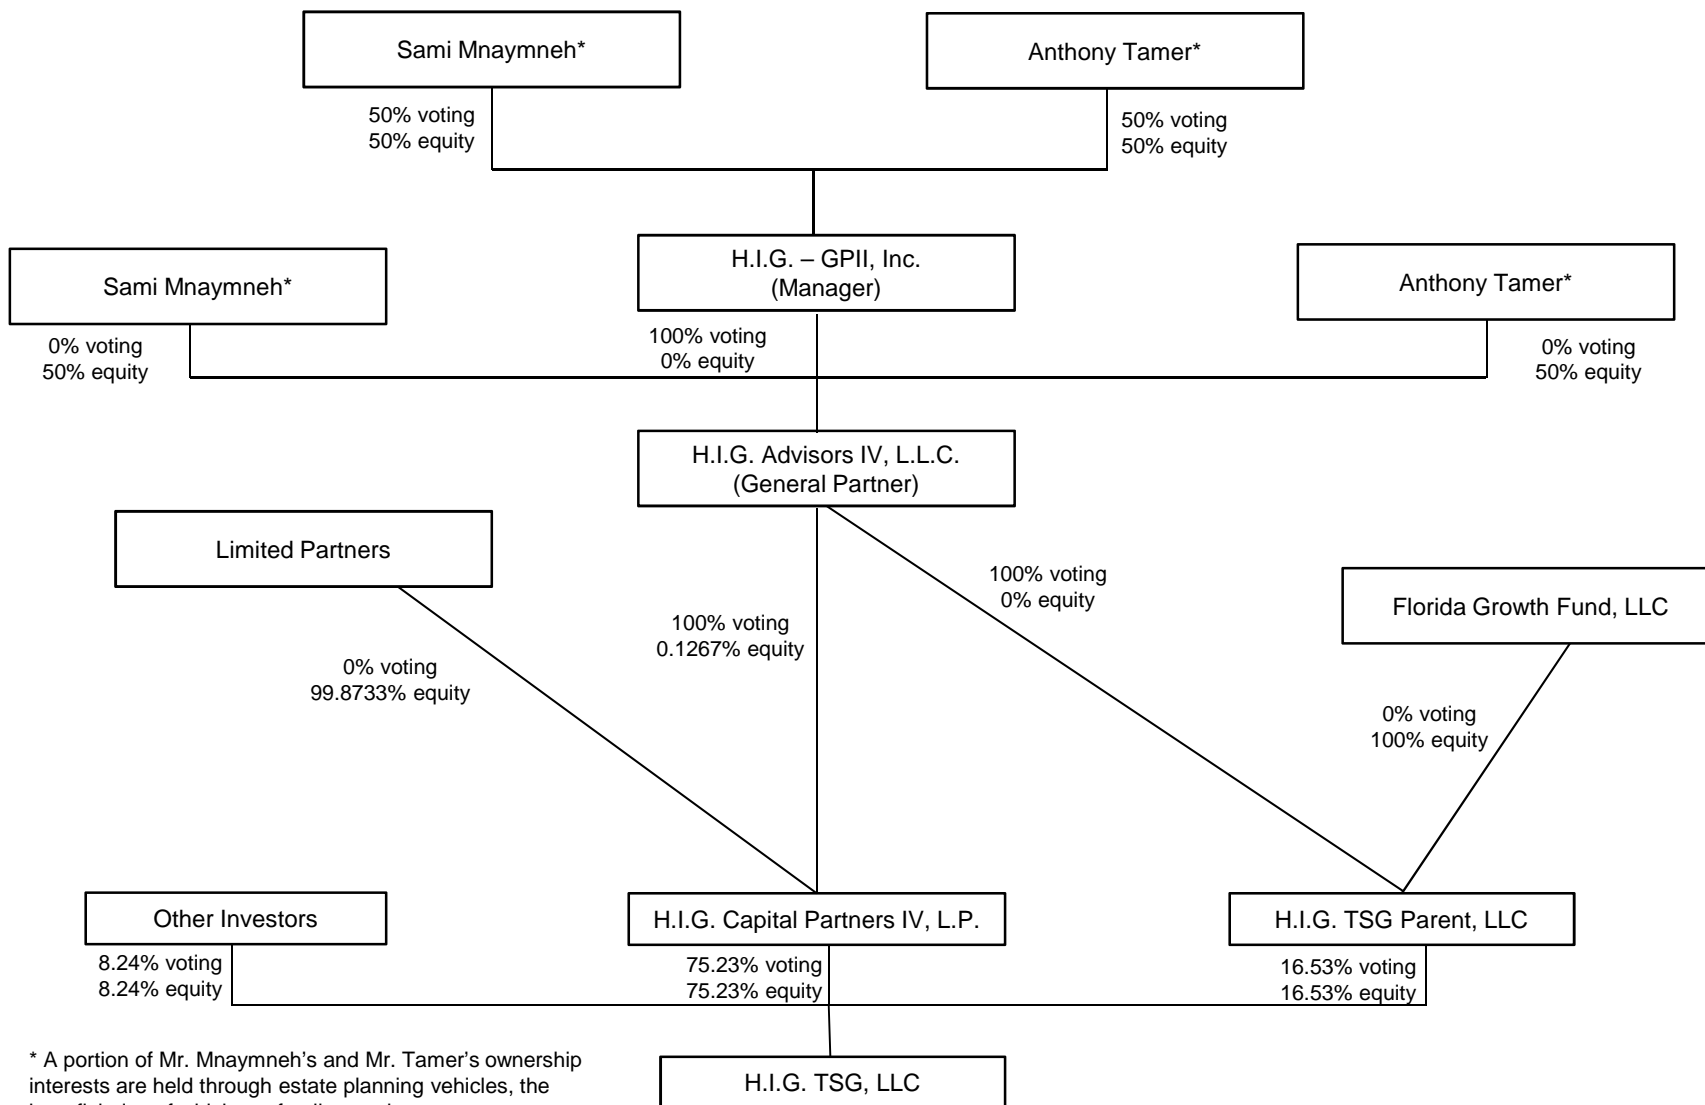 Sami Mnaymneh*
Anthony Tamer*
50% voting
50% equity
50% voting
50% equity
H.I.G. – GPII, Inc.
(Manager)
Sami Mnaymneh*
Anthony Tamer*
0% voting
50% equity
100% voting
0% equity
0% voting
50% equity
H.I.G. Advisors IV, L.L.C.
(General Partner)
Limited Partners
Florida Growth Fund, LLC
100% voting
0% equity
100% voting
0.1267% equity
0% voting
99.8733% equity
0% voting
100% equity
Other Investors
H.I.G. Capital Partners IV, L.P.
H.I.G. TSG Parent, LLC
8.24% voting
8.24% equity
75.23% voting
75.23% equity
16.53% voting
16.53% equity
* A portion of Mr. Mnaymneh's and Mr. Tamer's ownership
interests are held through estate planning vehicles, the
H.I.G. TSG, LLC